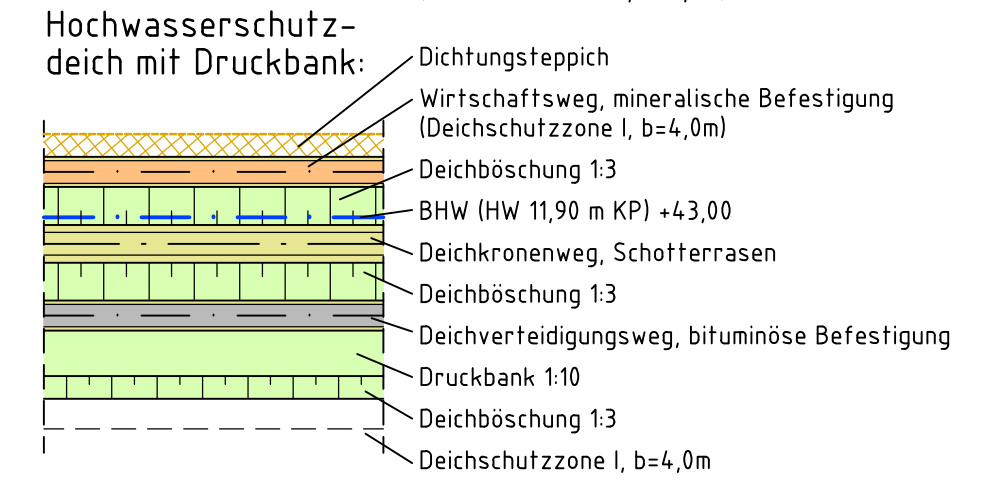 Hochwasserschutz-
deich mit Druckbank:
Dichtungsteppich
Wirtschaftsweg, mineralische Befestigung
(Deichschutzzone I, b=4,0m)
Deichböschung 1:3
BHW (HW 11,90 m KP) +43,00
Deichkronenweg, Schotterrasen
Deichböschung 1:3
Deichverteidigungsweg, bituminöse Befestigung
Druckbank 1:10
Deichböschung 1:3
Deichschutzzone I, b=4,0m